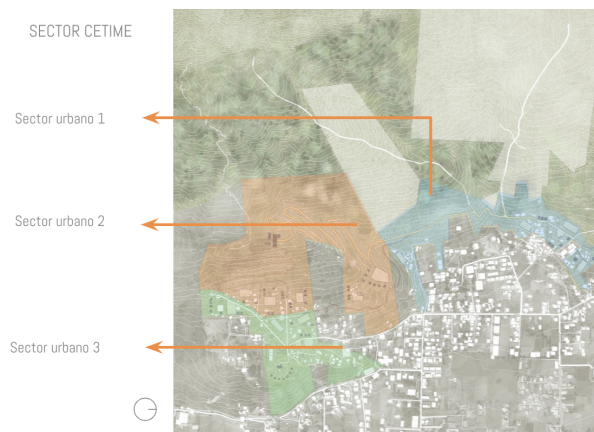 SECTOR CETIME
Sector urbano 1
Sector urbano 2
Sector urbano 3